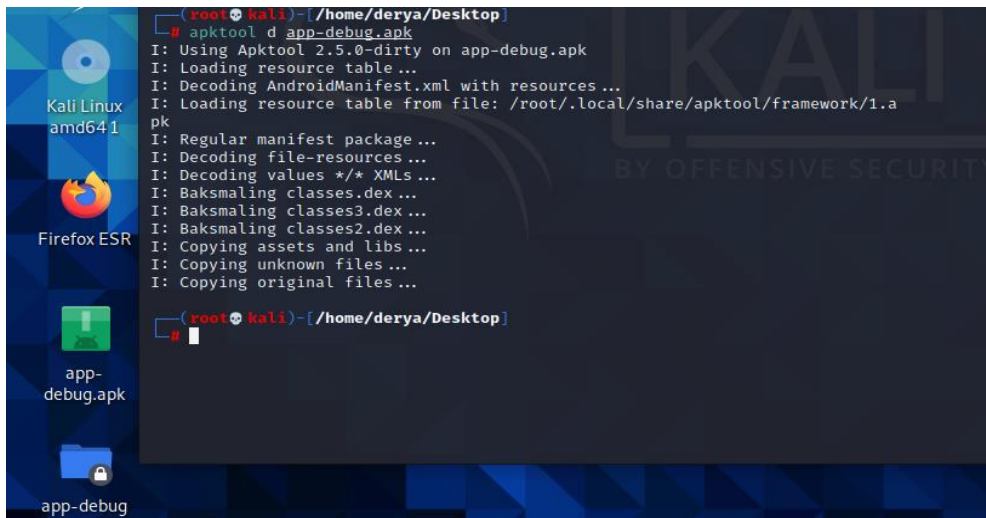 ┌──(root💀kali)-[/home/derya/Desktop]
└─# apktool d app-debug.apk
I: Using Apktool 2.5.0-dirty on app-debug.apk
I: Loading resource table...
I: Decoding AndroidManifest.xml with resources...
I: Loading resource table from file: /root/.local/share/apktool/framework/1.a
pk
I: Regular manifest package...
I: Decoding file-resources...
I: Decoding values */* XMLs...
I: Baksmaling classes.dex...
I: Baksmaling classes3.dex...
I: Baksmaling classes2.dex...
I: Copying assets and libs...
I: Copying unknown files...
I: Copying original files...
┌──(root💀kali)-[/home/derya/Desktop]
└─#
KALI
BY OFFENSIVE SECURITY
Kali Linux
amd64 1
Firefox ESR
app-
debug.apk
app-debug